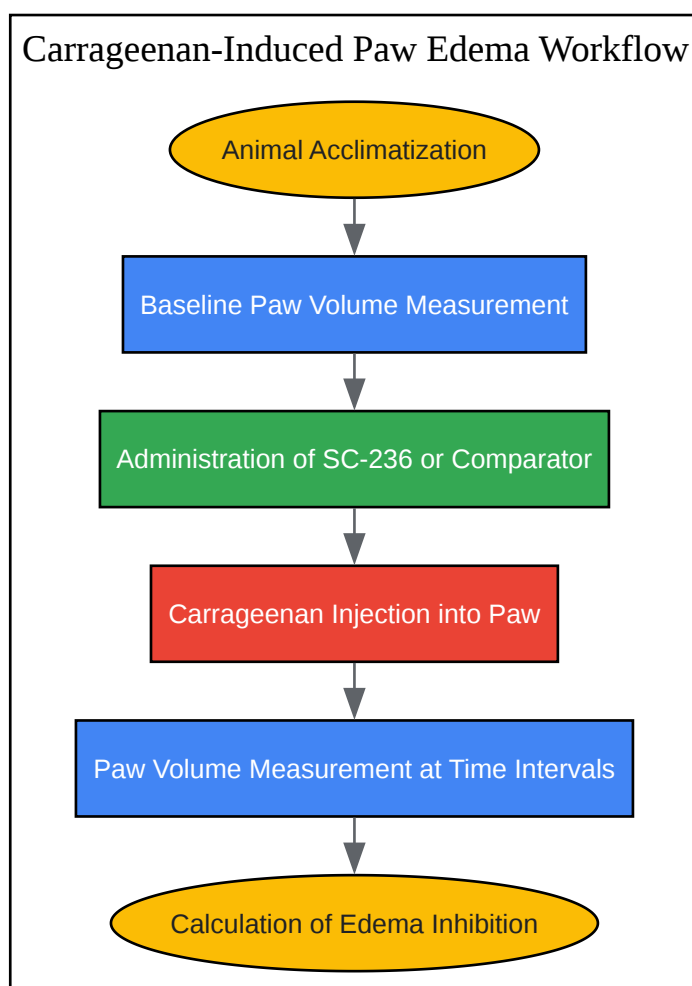 Carrageenan-Induced Paw Edema Workflow
Animal Acclimatization
Baseline Paw Volume Measurement
Administration of SC-236 or Comparator
Carrageenan Injection into Paw
Paw Volume Measurement at Time Intervals
Calculation of Edema Inhibition